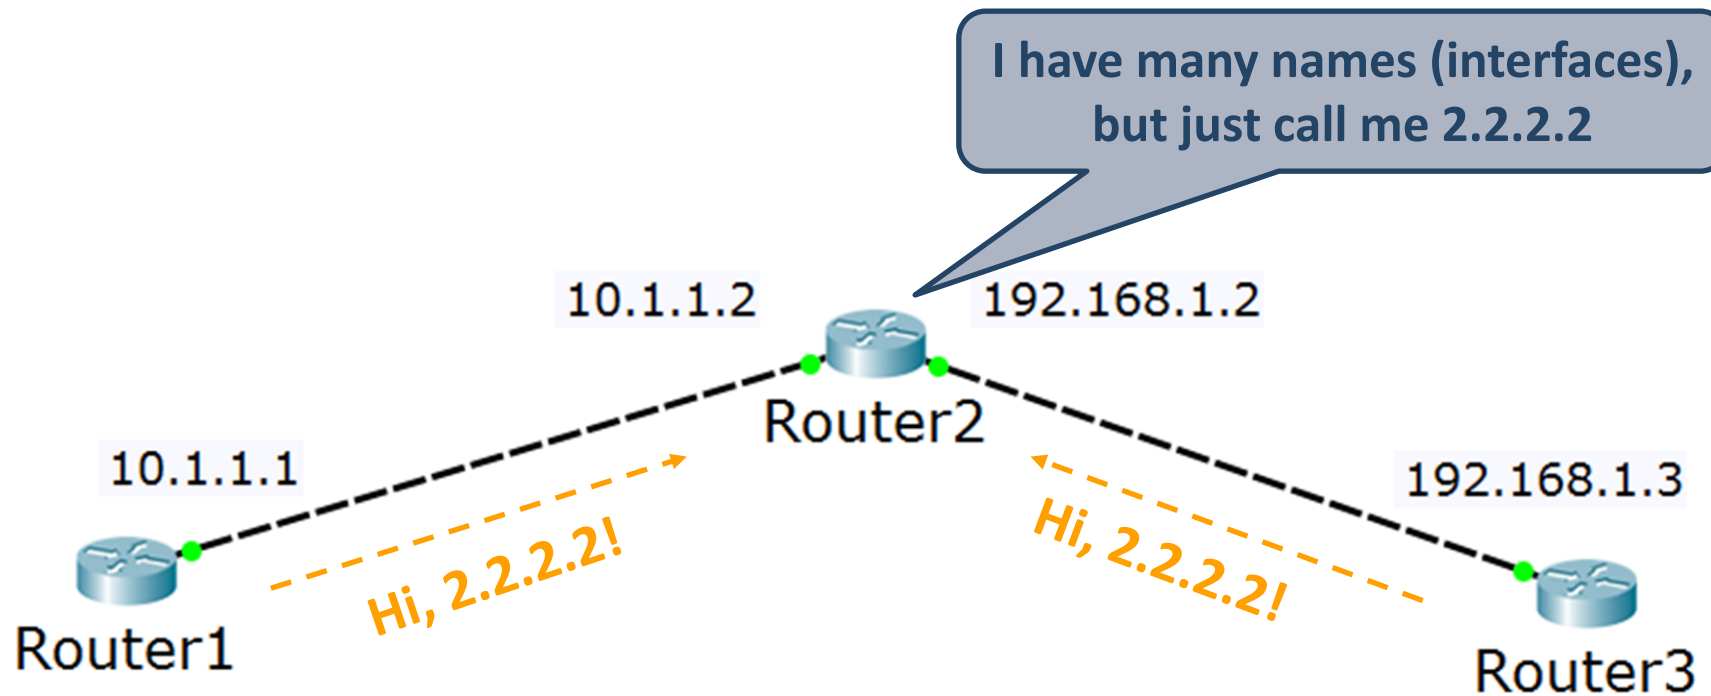 I have many names (interfaces),
but just call me 2.2.2.2
10.1.1.2
192.168.1.2
Router2
10.1.1.1
192.168.1.3
Hi, 2.2.2.2!
Hi, 2.2.2.2!
Router1
Router3